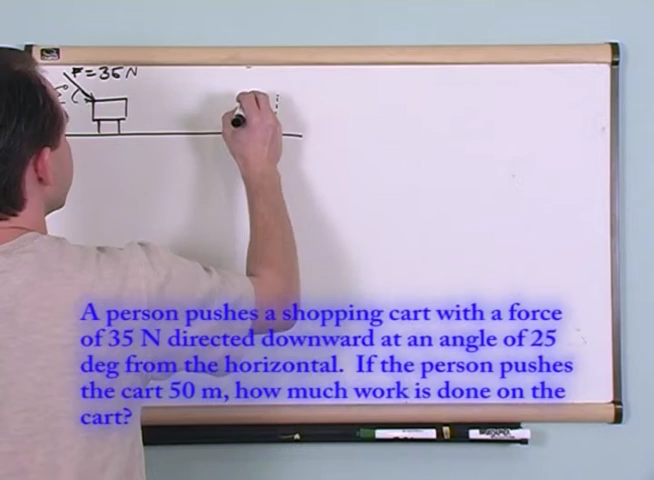 F = 35 N
A person pushes a shopping cart with a force
of 35 N directed downward at an angle of 25
deg from the horizontal. If the person pushes
the cart 50 m, how much work is done on the
cart?